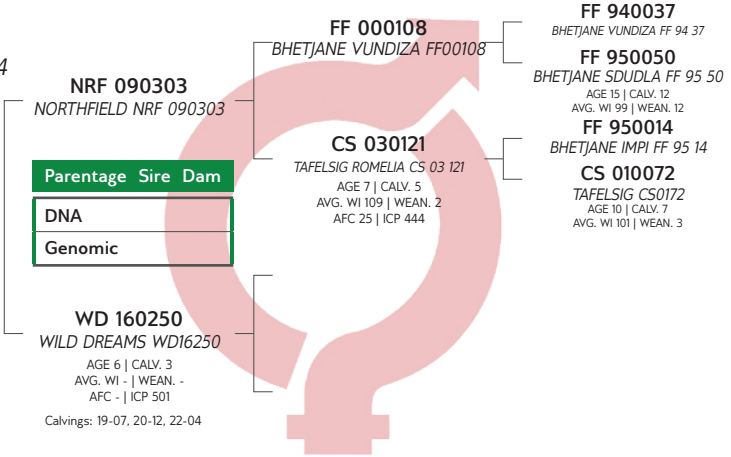 4
NRF 090303
NORTHFIELD NRF 090303
Parentage Sire Dam
DNA
Genomic
WD 160250
WILD DREAMS WD16250
AGE 6 | CALV. 3
AVG. WI - | WEAN. -
AFC - | ICP 501
Calvings: 19-07, 20-12, 22-04
FF 000108
BHETJANE VUNDIZA FF00108
CS 030121
TAFELSIG ROMELIA CS 03 121
AGE 7 | CALV. 5
AVG. WI 109 | WEAN. 2
AFC 25 | ICP 444
FF 940037
BHETJANE VUNDIZA FF 94 37
FF 950050
BHETJANE SDUDLA FF 95 50
AGE 15 | CALV. 12
AVG. WI 99 | WEAN. 12
FF 950014
BHETJANE IMPI FF 95 14
CS 010072
TAFELSIG CS0172
AGE 10 | CALV. 7
AVG. WI 101 | WEAN. 3